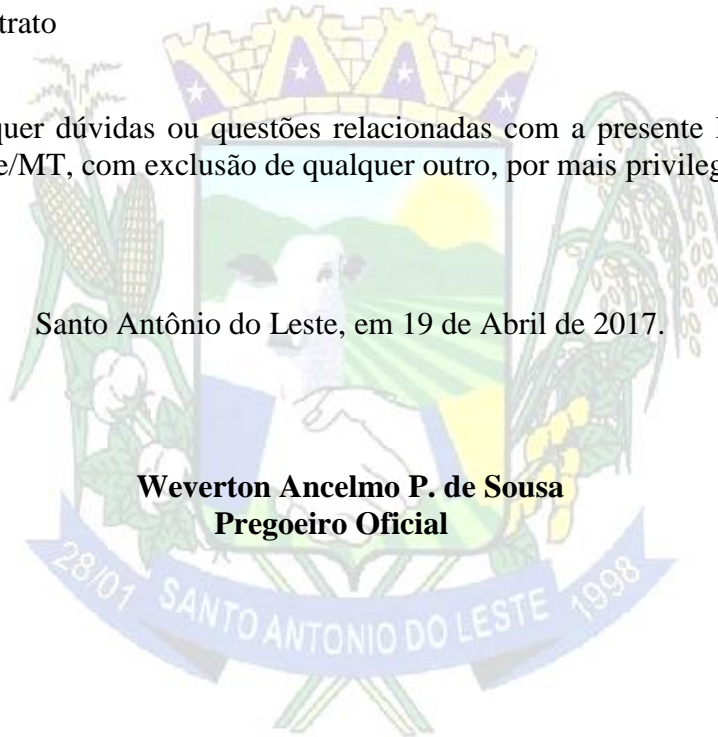 trato
quer dúvidas ou questões relacionadas com a presente
e/MT, com exclusão de qualquer outro, por mais privileg
Santo Antônio do Leste, em 19 de Abril de 2017.
Weverton Ancelmo P. de Sousa
Pregoeiro Oficial
28/01 SANTO ANTONIO DO LESTE 1998